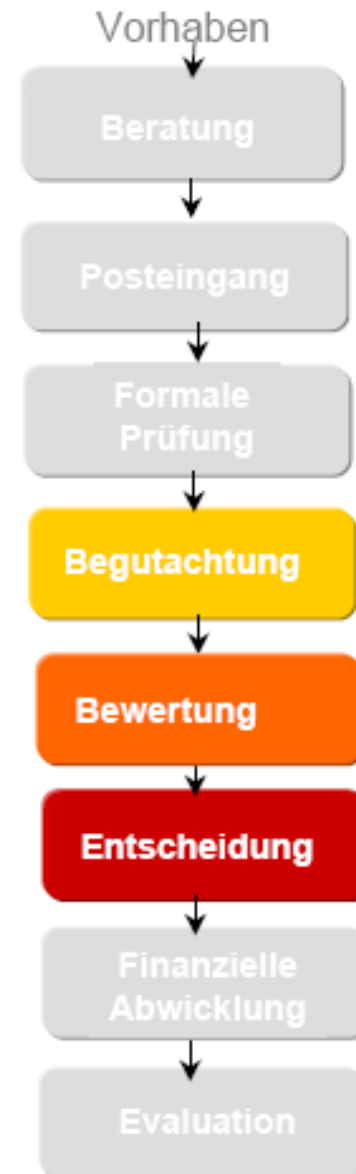 Vorhaben
Beratung
Posteingang
Formale
Prüfung
Begutachtung
Bewertung
Entscheidung
Finanzielle
Abwicklung
Evaluation